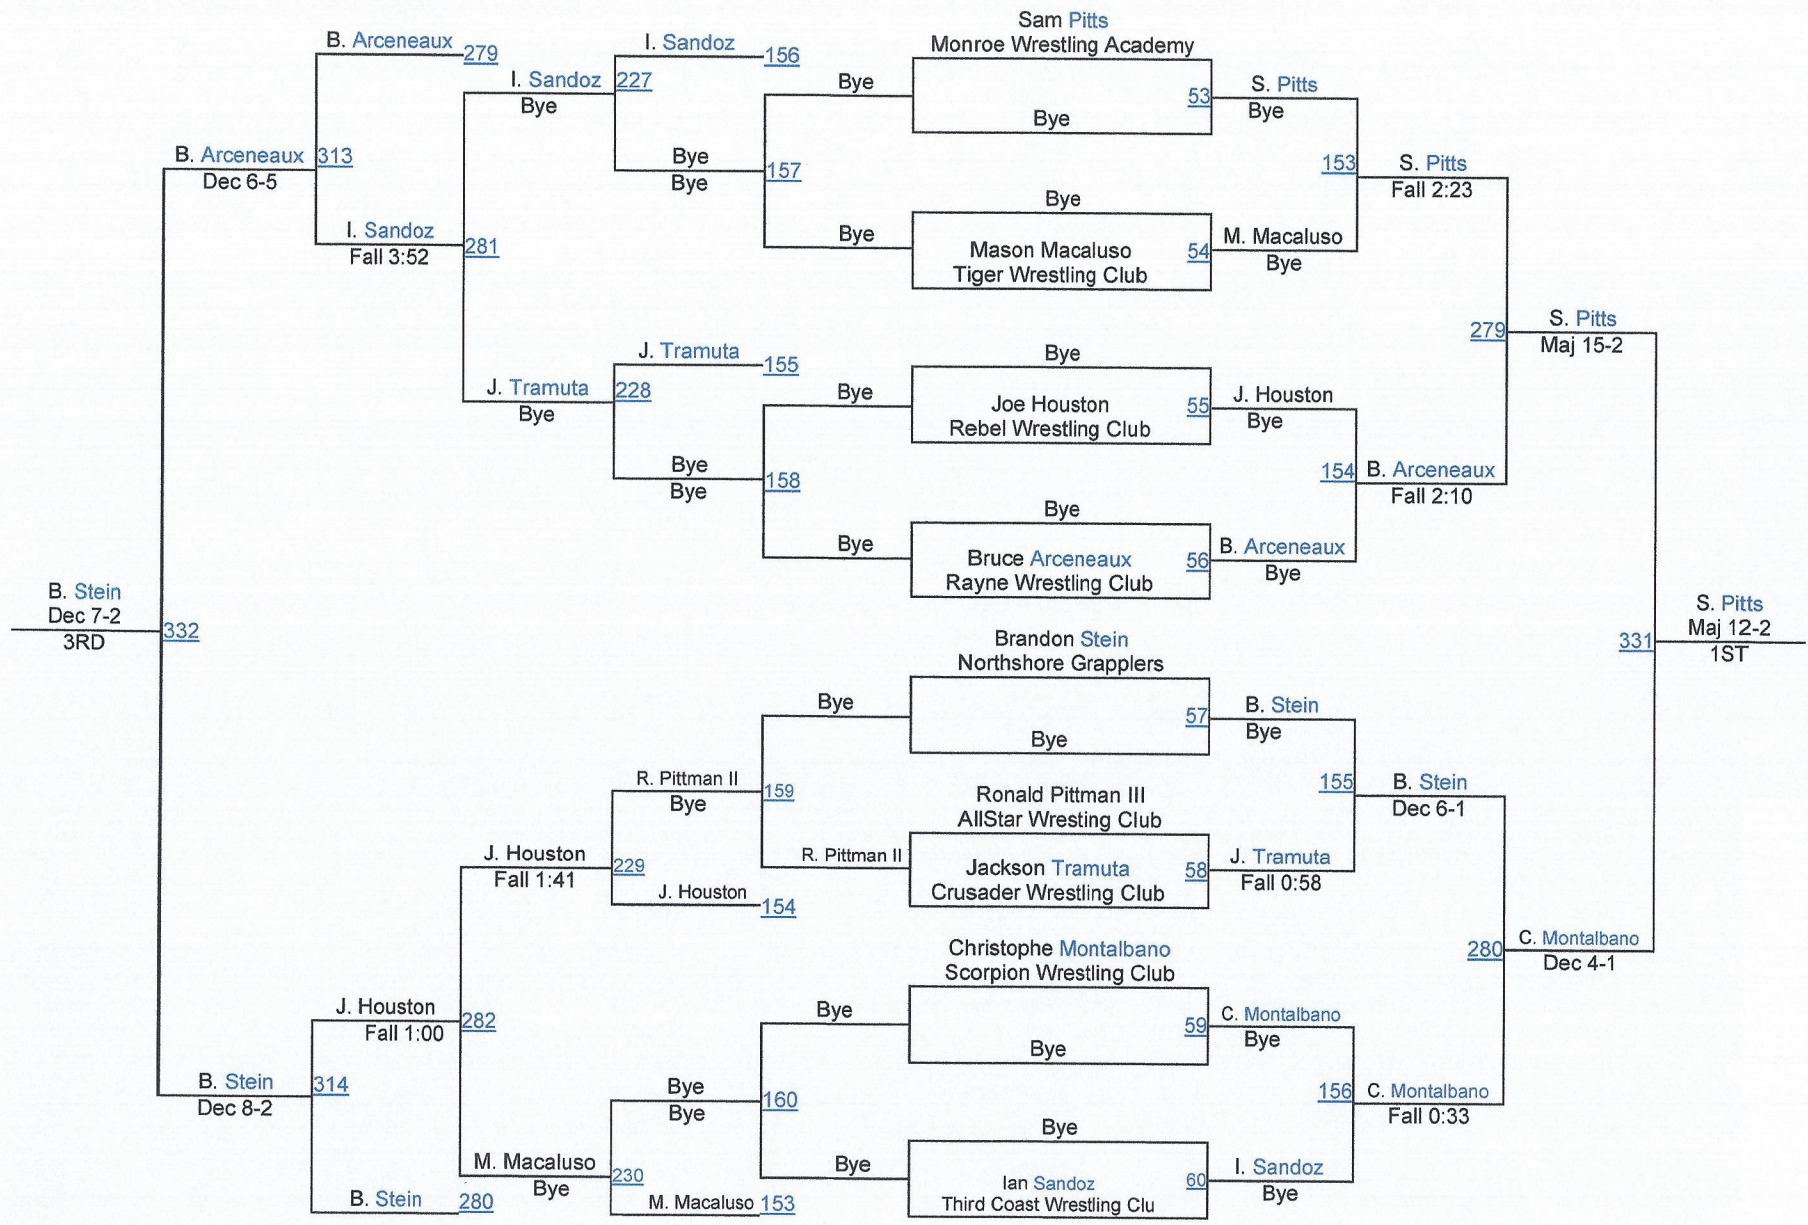 Sam Pitts
Monroe Wrestling Academy
B. Arceneaux
279
I. Sandoz
156
I. Sandoz
227
Bye
Bye
53
S. Pitts
Bye
Bye
B. Arceneaux
313
Dec 6-5
Bye
157
Bye
153
S. Pitts
Fall 2:23
Bye
I. Sandoz
281
Fall 3:52
Bye
Mason Macaluso
Tiger Wrestling Club
54
M. Macaluso
Bye
279
S. Pitts
Maj 15-2
J. Tramuta
155
Bye
J. Tramuta
228
Bye
Bye
Joe Houston
Rebel Wrestling Club
55
J. Houston
Bye
Bye
158
Bye
154
B. Arceneaux
Fall 2:10
Bye
Bye
Bruce Arceneaux
Rayne Wrestling Club
56
B. Arceneaux
Bye
B. Stein
Dec 7-2
3RD
332
S. Pitts
Maj 12-2
1ST
331
Brandon Stein
Northshore Grapplers
Bye
Bye
57
B. Stein
Bye
R. Pittman II
159
Bye
Ronald Pittman III
AllStar Wresting Club
155
B. Stein
Dec 6-1
J. Houston
229
Fall 1:41
R. Pittman II
Jackson Tramuta
Crusader Wrestling Club
58
J. Tramuta
Fall 0:58
J. Houston
154
Christophe Montalbano
Scorpion Wrestling Club
280
C. Montalbano
Dec 4-1
J. Houston
282
Fall 1:00
Bye
Bye
59
C. Montalbano
Bye
B. Stein
314
Dec 8-2
Bye
160
Bye
156
C. Montalbano
Fall 0:33
Bye
M. Macaluso
230
Bye
Bye
Ian Sandoz
Third Coast Wrestling Clu
60
I. Sandoz
Bye
B. Stein
280
M. Macaluso
153